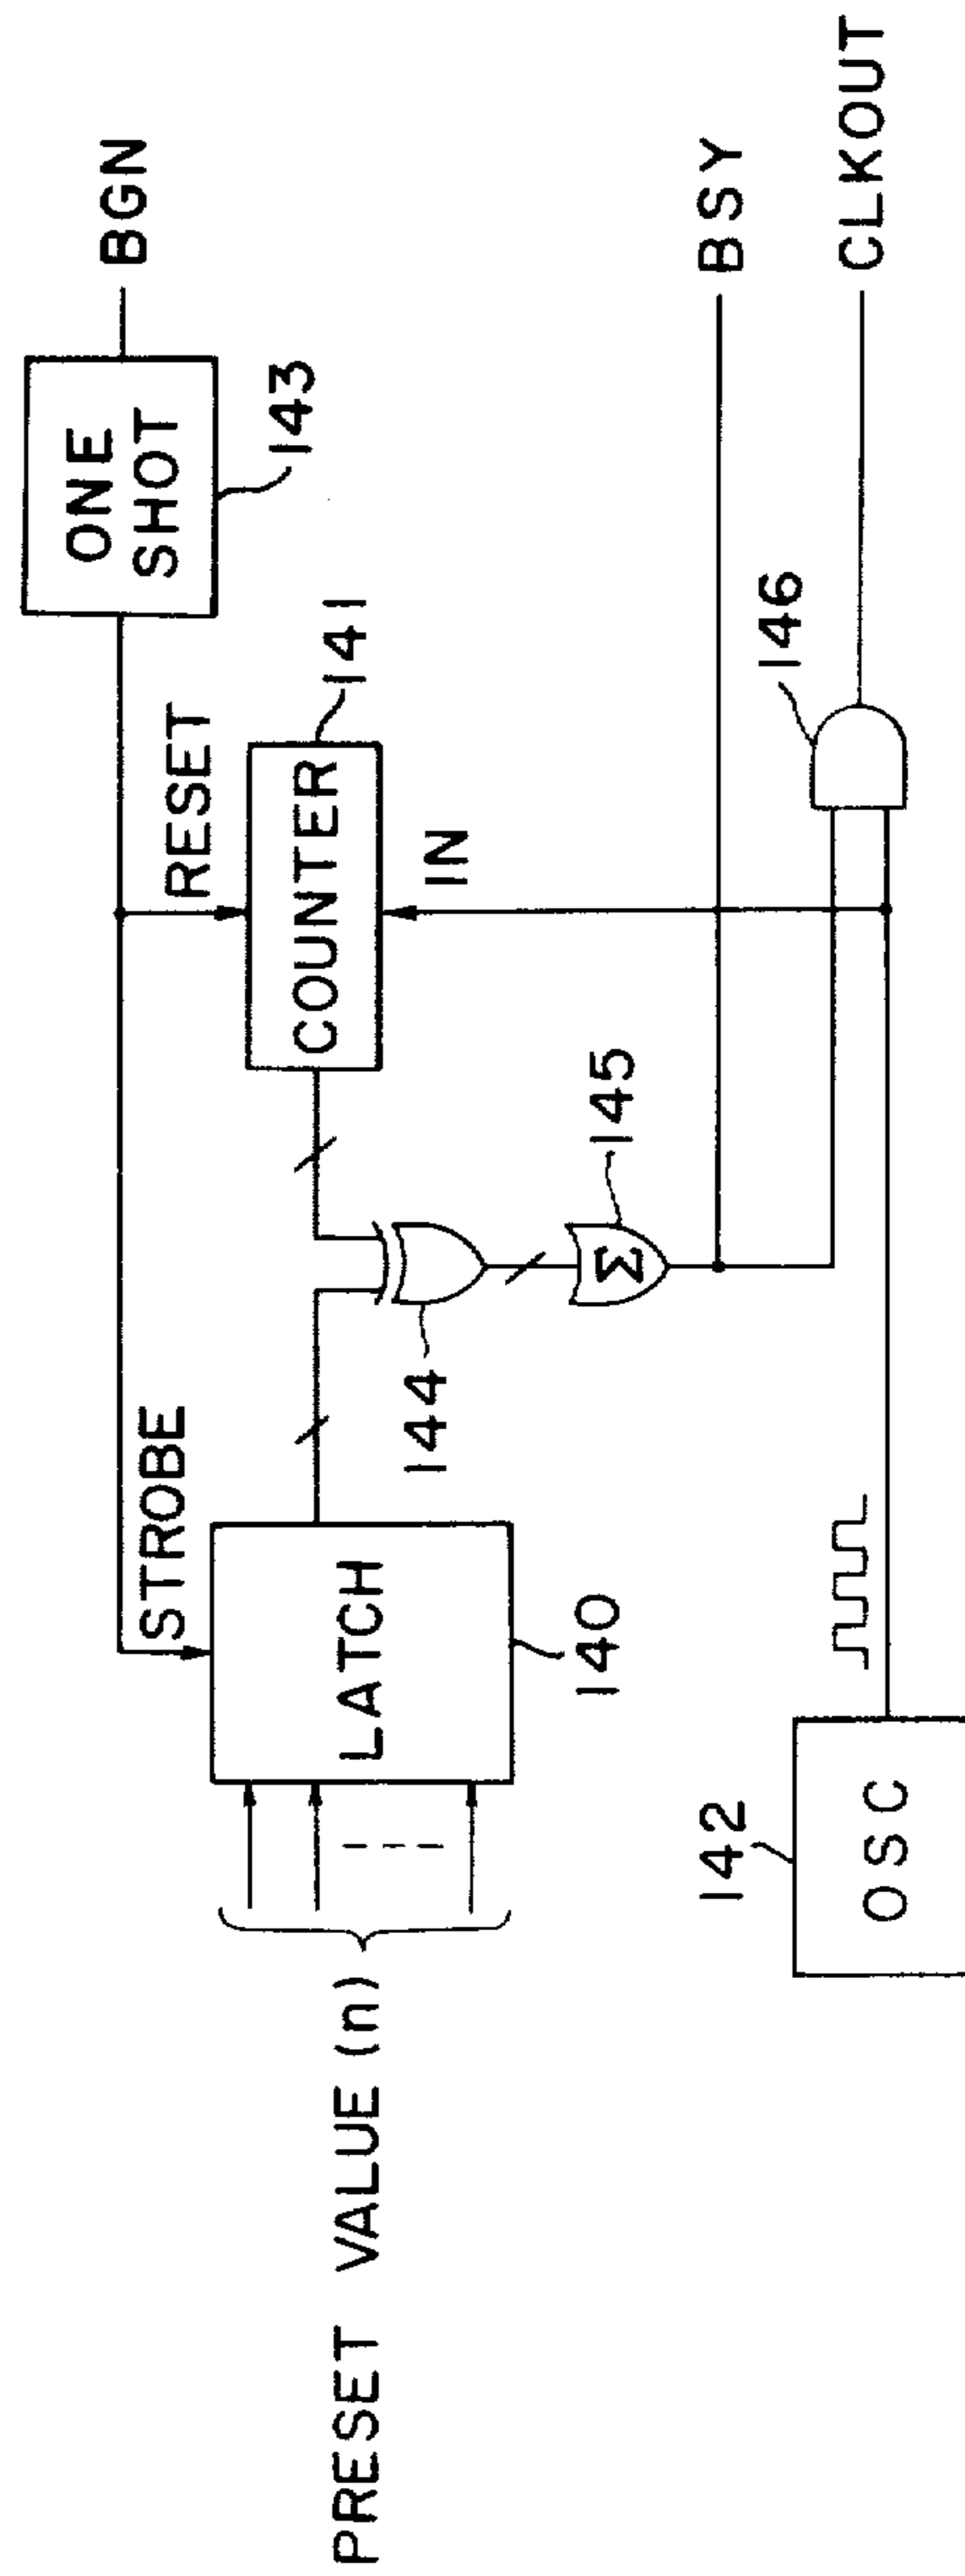 BGN
ONE
SHOT
143
STROBE
RESET
COUNTER
141
IN
LATCH
140
144
Σ
145
PRESET VALUE (n)
BSY
142
OSC
146
CLKOUT